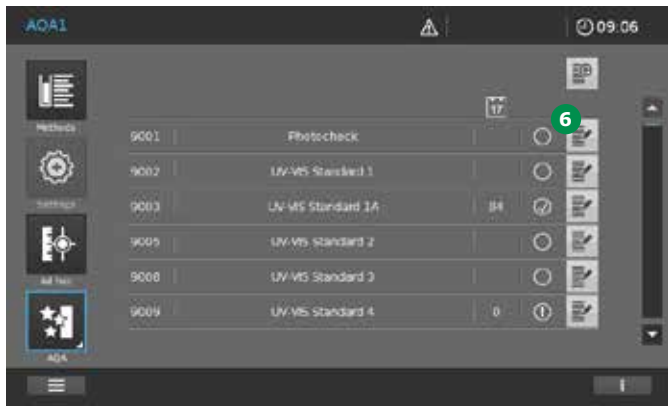 AQA1
09:06
Methods
17
6
9001 Photocheck
9002 UV-VIS Standard 1
Settings
9003 UV-VIS Standard 1A 84
9005 UV-VIS Standard 2
Ad hoc
9008 UV-VIS Standard 3
9009 UV-VIS Standard 4 0
AQA
i